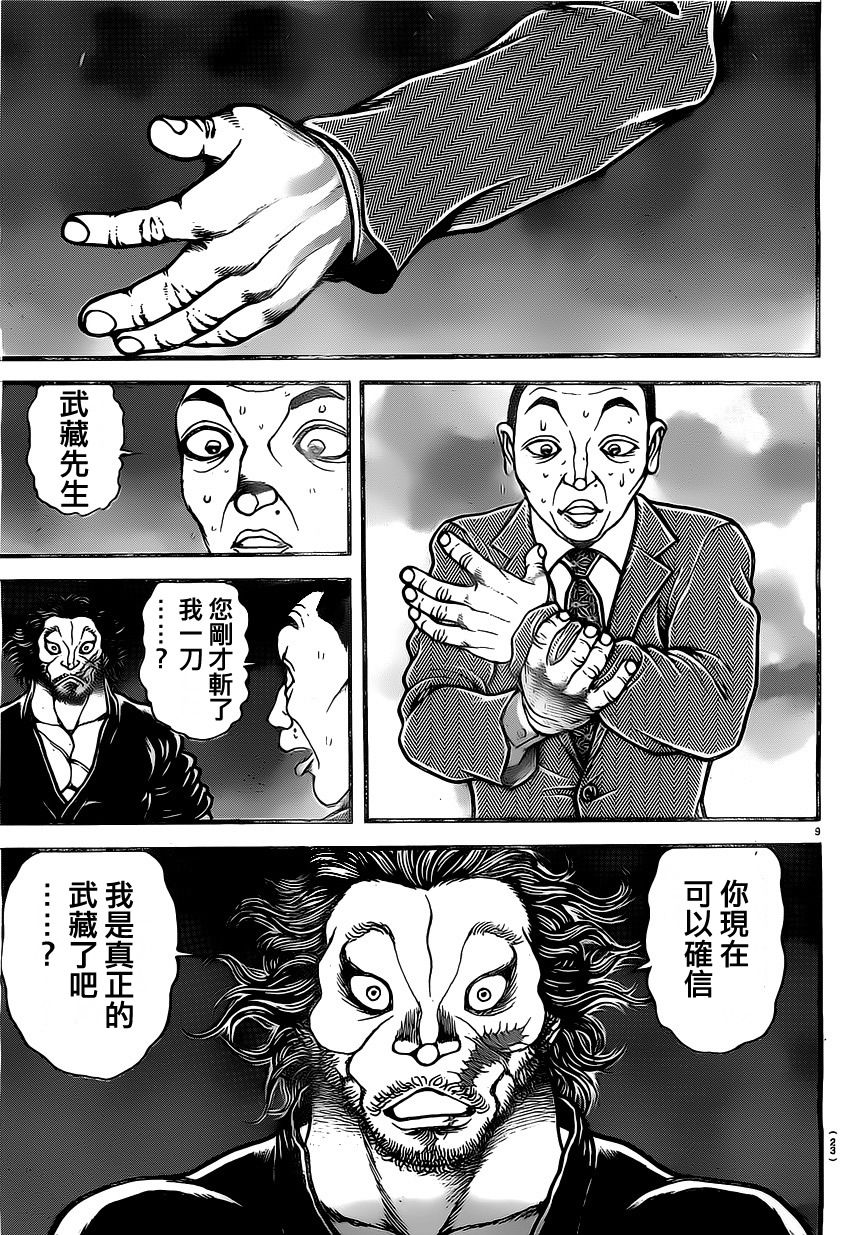 武藏先生
您剛才斬了
我一刀
……？
9
你現在
可以確信
我是真正的
武藏了吧
……？
(23)